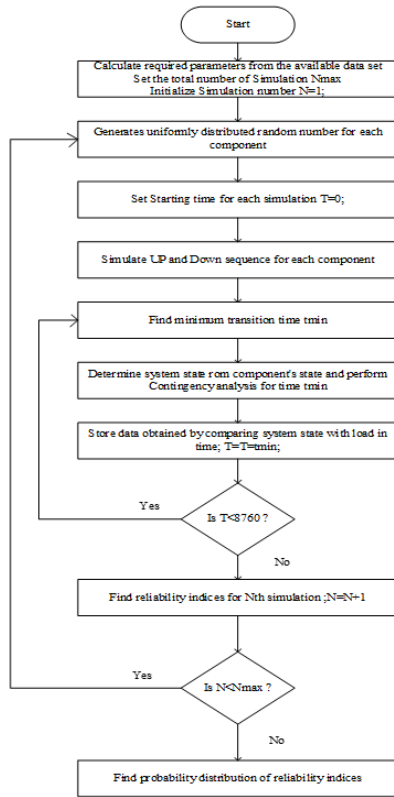 Start
Calculate required parameters from the available data set
Set the total number of Simulation Nmax
Initialize Simulation number N=1;
Generates uniformly distributed random number for each
component
Set Starting time for each simulation T=0;
Simulate UP and Down sequence for each component
Find minimum transition time tmin
Determine system state rom component's state and perform
Contingency analysis for time tmin
Store data obtained by comparing system state with load in
time; T=T=tmin;
Yes
Is T<8760 ?
No
Find reliability indices for Nth simulation ;N=N+1
Yes
Is N<Nmax ?
No
Find probability distribution of reliability indices